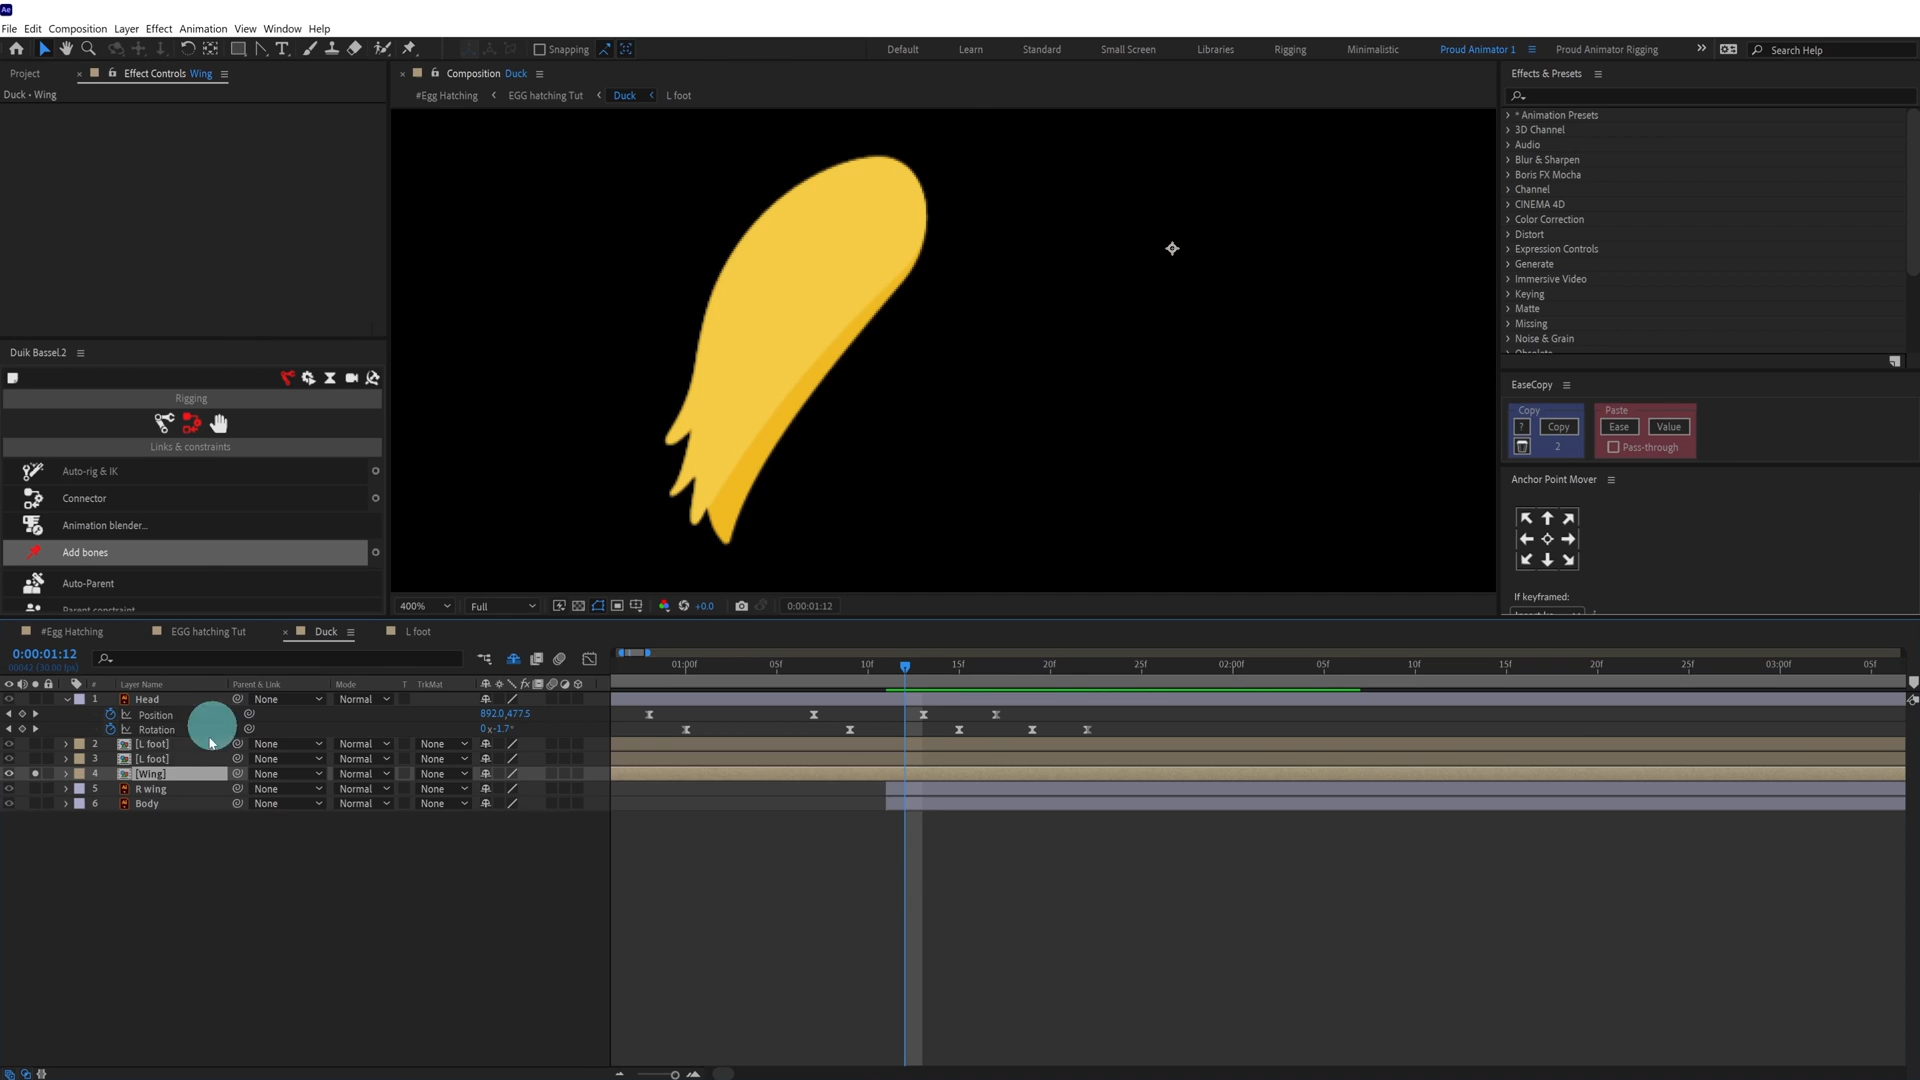 Ae
File Edit Composition Layer Effect Animation View Window Help
Snapping Default Learn Standard Small Screen Libraries Rigging Minimalistic Proud Animator 1 Proud Animator Rigging Search Help
Project Effect Controls Wing Composition Duck Effects & Presets
Duck • Wing #Egg Hatching EGG hatching Tut Duck L foot
* Animation Presets
3D Channel
Audio
Blur & Sharpen
Boris FX Mocha
Channel
CINEMA 4D
Color Correction
Distort
Expression Controls
Generate
Immersive Video
Keying
Matte
Missing
Noise & Grain
Obsolete
Duik Bassel.2
Rigging
Links & constraints
Auto-rig & IK
Connector
Animation blender...
Add bones
Auto-Parent
Parent constraint
EaseCopy
Copy Paste
? Copy Ease Value
2 Pass-through
Anchor Point Mover
If keyframed:
400% Full +0.0 0:00:01:12
#Egg Hatching EGG hatching Tut Duck L foot
0:00:01:12
00042 (30.00 fps)
01:00f 05f 10f 15f 20f 25f 02:00f 05f 10f 15f 20f 25f 03:00f 05f
# Layer Name Parent & Link Mode T TrkMat fx
1 Head None Normal
Position 892.0,477.5
Rotation 0x-1.7°
2 [L foot] None Normal None
3 [L foot] None Normal None
4 [Wing] None Normal None
5 R wing None Normal None
6 Body None Normal None